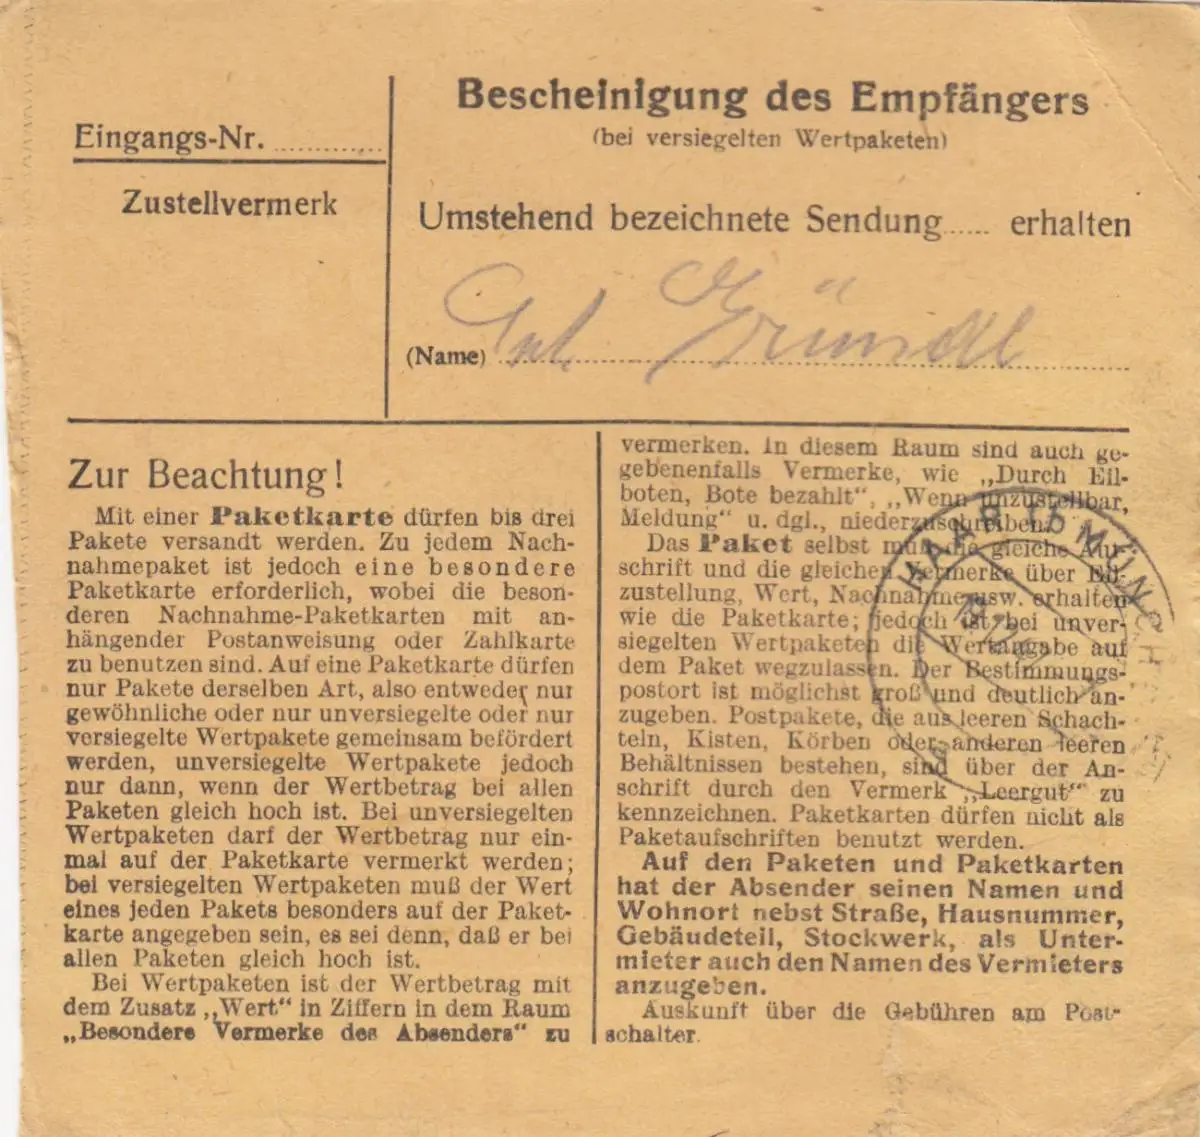 Eingangs-Nr. ............
Zustellvermerk
Bescheinigung des Empfängers
(bei versiegelten Wertpaketen)
Umstehend bezeichnete Sendung...... erhalten
(Name) Gründl
Zur Beachtung!
Mit einer Paketkarte dürfen bis drei
Pakete versandt werden. Zu jedem Nach-
nahmepaket ist jedoch eine besondere
Paketkarte erforderlich, wobei die beson-
deren Nachnahme-Paketkarten mit an-
hängender Postanweisung oder Zahlkarte
zu benutzen sind. Auf eine Paketkarte dürfen
nur Pakete derselben Art, also entweder nur
gewöhnliche oder nur unversiegelte oder nur
versiegelte Wertpakete gemeinsam befördert
werden, unversiegelte Wertpakete jedoch
nur dann, wenn der Wertbetrag bei allen
Paketen gleich hoch ist. Bei unversiegelten
Wertpaketen darf der Wertbetrag nur ein-
mal auf der Paketkarte vermerkt werden;
bei versiegelten Wertpaketen muß der Wert
eines jeden Pakets besonders auf der Paket-
karte angegeben sein, es sei denn, daß er bei
allen Paketen gleich hoch ist.
Bei Wertpaketen ist der Wertbetrag mit
dem Zusatz „Wert“ in Ziffern in dem Raum
„Besondere Vermerke des Absenders“ zu
vermerken. In diesem Raum sind auch ge-
gebenenfalls Vermerke, wie „Durch Eil-
boten, Bote bezahlt“, „Wenn unzustellbar,
Meldung“ u. dgl., niederzuschreiben.
Das Paket selbst muß die gleiche Auf-
schrift und die gleichen Vermerke über Eil-
zustellung, Wert, Nachnahme usw. erhalten
wie die Paketkarte; jedoch ist bei unver-
siegelten Wertpaketen die Wertangabe auf
dem Paket wegzulassen. Der Bestimmungs-
postort ist möglichst groß und deutlich an-
zugeben. Postpakete, die aus leeren Schach-
teln, Kisten, Körben oder anderen leeren
Behältnissen bestehen, sind über der An-
schrift durch den Vermerk „Leergut“ zu
kennzeichnen. Paketkarten dürfen nicht als
Paketaufschriften benutzt werden.
Auf den Paketen und Paketkarten
hat der Absender seinen Namen und
Wohnort nebst Straße, Hausnummer,
Gebäudeteil, Stockwerk, als Unter-
mieter auch den Namen des Vermieters
anzugeben.
Auskunft über die Gebühren am Post-
schalter.
HAAR